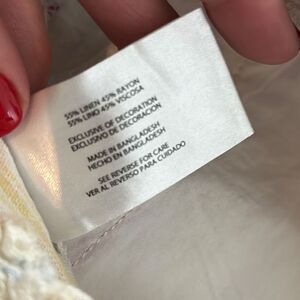 55% LINEN 45% RAYON
55% LINO 45% VISCOSA
EXCLUSIVE OF DECORATION
EXCLUSIVO DE DECORACION
MADE IN BANGLADESH
HECHO EN BANGLADESH
SEE REVERSE FOR CARE
VER AL REVERSO PARA CUIDADO